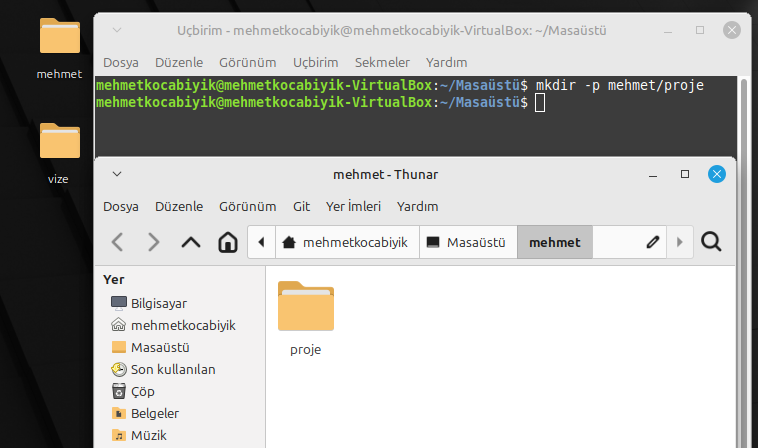 mehmet
vize
Uçbirim - mehmetkocabiyik@mehmetkocabiyik-VirtualBox: ~/Masaüstü
Dosya Düzenle Görünüm Uçbirim Sekmeler Yardım
mehmetkocabiyik@mehmetkocabiyik-VirtualBox:~/Masaüstü$ mkdir -p mehmet/proje
mehmetkocabiyik@mehmetkocabiyik-VirtualBox:~/Masaüstü$
mehmet - Thunar
Dosya Düzenle Görünüm Git Yer İmleri Yardım
mehmetkocabiyik Masaüstü mehmet
Yer
Bilgisayar
mehmetkocabiyik
Masaüstü
Son kullanılan
Çöp
Belgeler
Müzik
proje